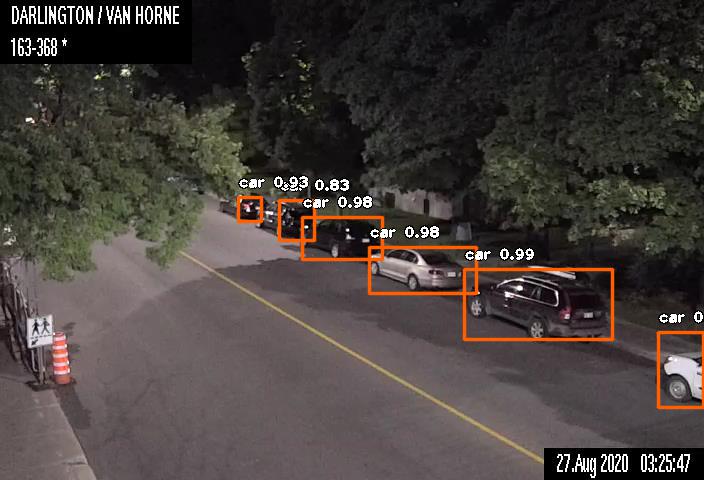 DARLINGTON / VAN HORNE
163-368 *
car 0.93
0.83
car 0.98
car 0.98
car 0.99
car 0
27.Aug 2020 03:25:47